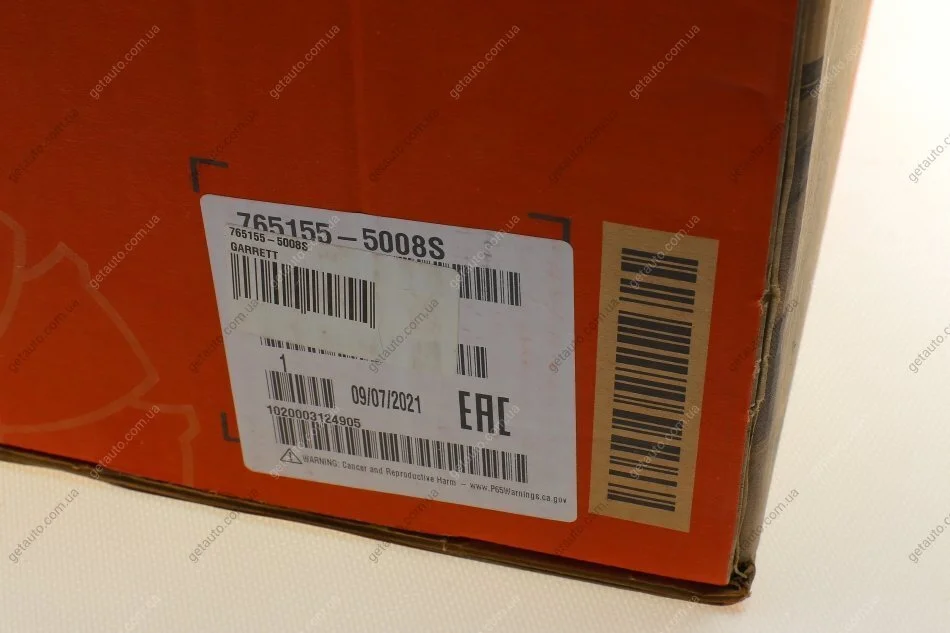 765155-5008S
765155-5008S
GARRETT
1
09/07/2021
EAC
1020003124905
WARNING: Cancer and Reproductive Harm - www.P65Warnings.ca.gov
getauto.com.ua